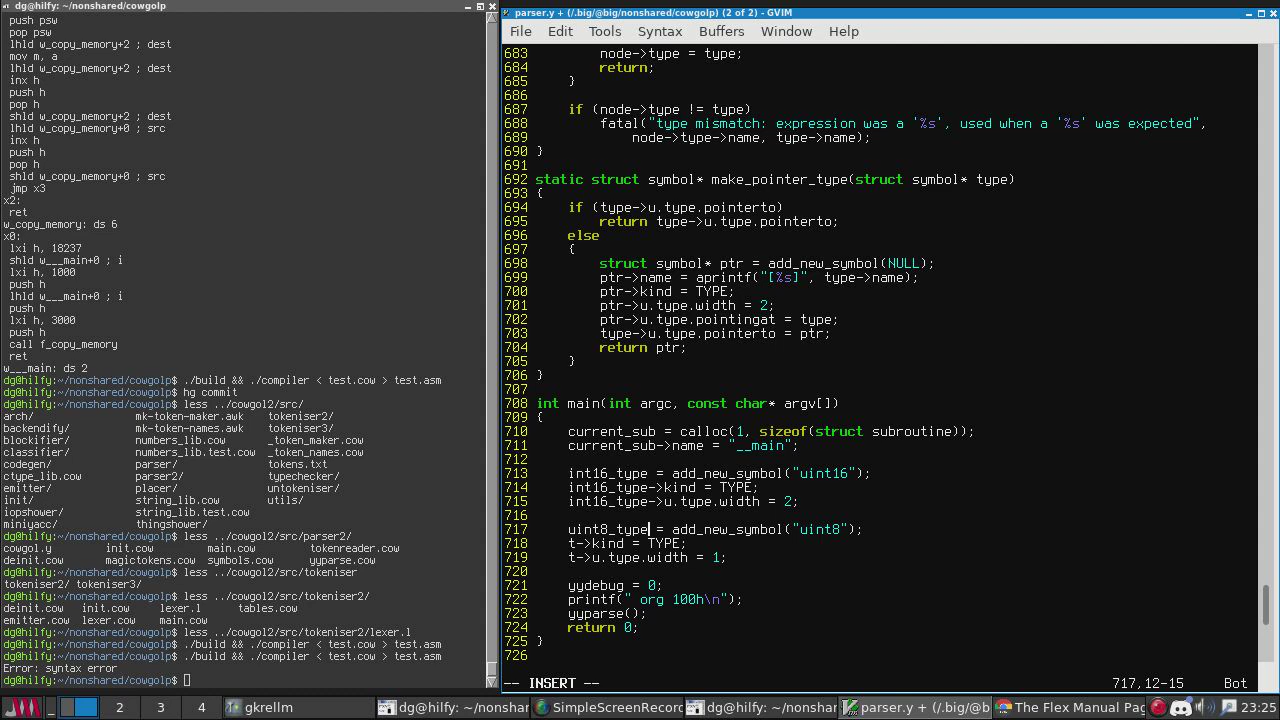 dg@hilfy: ~/nonshared/cowgolp
push psw
pop psw
lhld w_copy_memory+2 ; dest
mov m, a
lhld w_copy_memory+2 ; dest
inx h
push h
pop h
shld w_copy_memory+2 ; dest
lhld w_copy_memory+0 ; src
inx h
push h
pop h
shld w_copy_memory+0 ; src
jmp x3
x2:
ret
w_copy_memory: ds 6
x0:
lxi h, 18237
shld w___main+0 ; i
lxi h, 1000
push h
lhld w___main+0 ; i
push h
lxi h, 3000
push h
call f_copy_memory
ret
w___main: ds 2
dg@hilfy:~/nonshared/cowgolp$ ./build && ./compiler < test.cow > test.asm
dg@hilfy:~/nonshared/cowgolp$ hg commit
dg@hilfy:~/nonshared/cowgolp$ less ../cowgol2/src/
arch/ mk-token-maker.awk tokeniser2/
backendify/ mk-token-names.awk tokeniser3/
blockifier/ numbers_lib.cow _token_maker.cow
classifier/ numbers_lib.test.cow _token_names.cow
codegen/ parser/ tokens.txt
ctype_lib.cow parser2/ typechecker/
emitter/ placer/ untokeniser/
init/ string_lib.cow utils/
iopshower/ string_lib.test.cow
miniyacc/ thingshower/
dg@hilfy:~/nonshared/cowgolp$ less ../cowgol2/src/parser2/
cowgol.y init.cow main.cow tokenreader.cow
deinit.cow magictokens.cow symbols.cow yyparse.cow
dg@hilfy:~/nonshared/cowgolp$ less ../cowgol2/src/tokeniser
tokeniser2/ tokeniser3/
dg@hilfy:~/nonshared/cowgolp$ less ../cowgol2/src/tokeniser2/
deinit.cow init.cow lexer.l tables.cow
emitter.cow lexer.cow main.cow
dg@hilfy:~/nonshared/cowgolp$ less ../cowgol2/src/tokeniser2/lexer.l
dg@hilfy:~/nonshared/cowgolp$ ./build && ./compiler < test.cow > test.asm
dg@hilfy:~/nonshared/cowgolp$ ./build && ./compiler < test.cow > test.asm
Error: syntax error
dg@hilfy:~/nonshared/cowgolp$
parser.y + (/.big/@big/nonshared/cowgolp) (2 of 2) - GVIM
File Edit Tools Syntax Buffers Window Help
683 node->type = type;
684 return;
685 }
686
687 if (node->type != type)
688 fatal("type mismatch: expression was a '%s', used when a '%s' was expected",
689 node->type->name, type->name);
690 }
691
692 static struct symbol* make_pointer_type(struct symbol* type)
693 {
694 if (type->u.type.pointerto)
695 return type->u.type.pointerto;
696 else
697 {
698 struct symbol* ptr = add_new_symbol(NULL);
699 ptr->name = aprintf("[%s]", type->name);
700 ptr->kind = TYPE;
701 ptr->u.type.width = 2;
702 ptr->u.type.pointingat = type;
703 type->u.type.pointerto = ptr;
704 return ptr;
705 }
706 }
707
708 int main(int argc, const char* argv[])
709 {
710 current_sub = calloc(1, sizeof(struct subroutine));
711 current_sub->name = "__main";
712
713 int16_type = add_new_symbol("uint16");
714 int16_type->kind = TYPE;
715 int16_type->u.type.width = 2;
716
717 uint8_type = add_new_symbol("uint8");
718 t->kind = TYPE;
719 t->u.type.width = 1;
720
721 yydebug = 0;
722 printf(" org 100h\n");
723 yyparse();
724 return 0;
725 }
726
-- INSERT -- 717,12-15 Bot
2 3 4 gkrellm dg@hilfy: ~/nonshar SimpleScreenRecord dg@hilfy: ~/nonshar parser.y + (/.big/@b The Flex Manual Pag 23:25